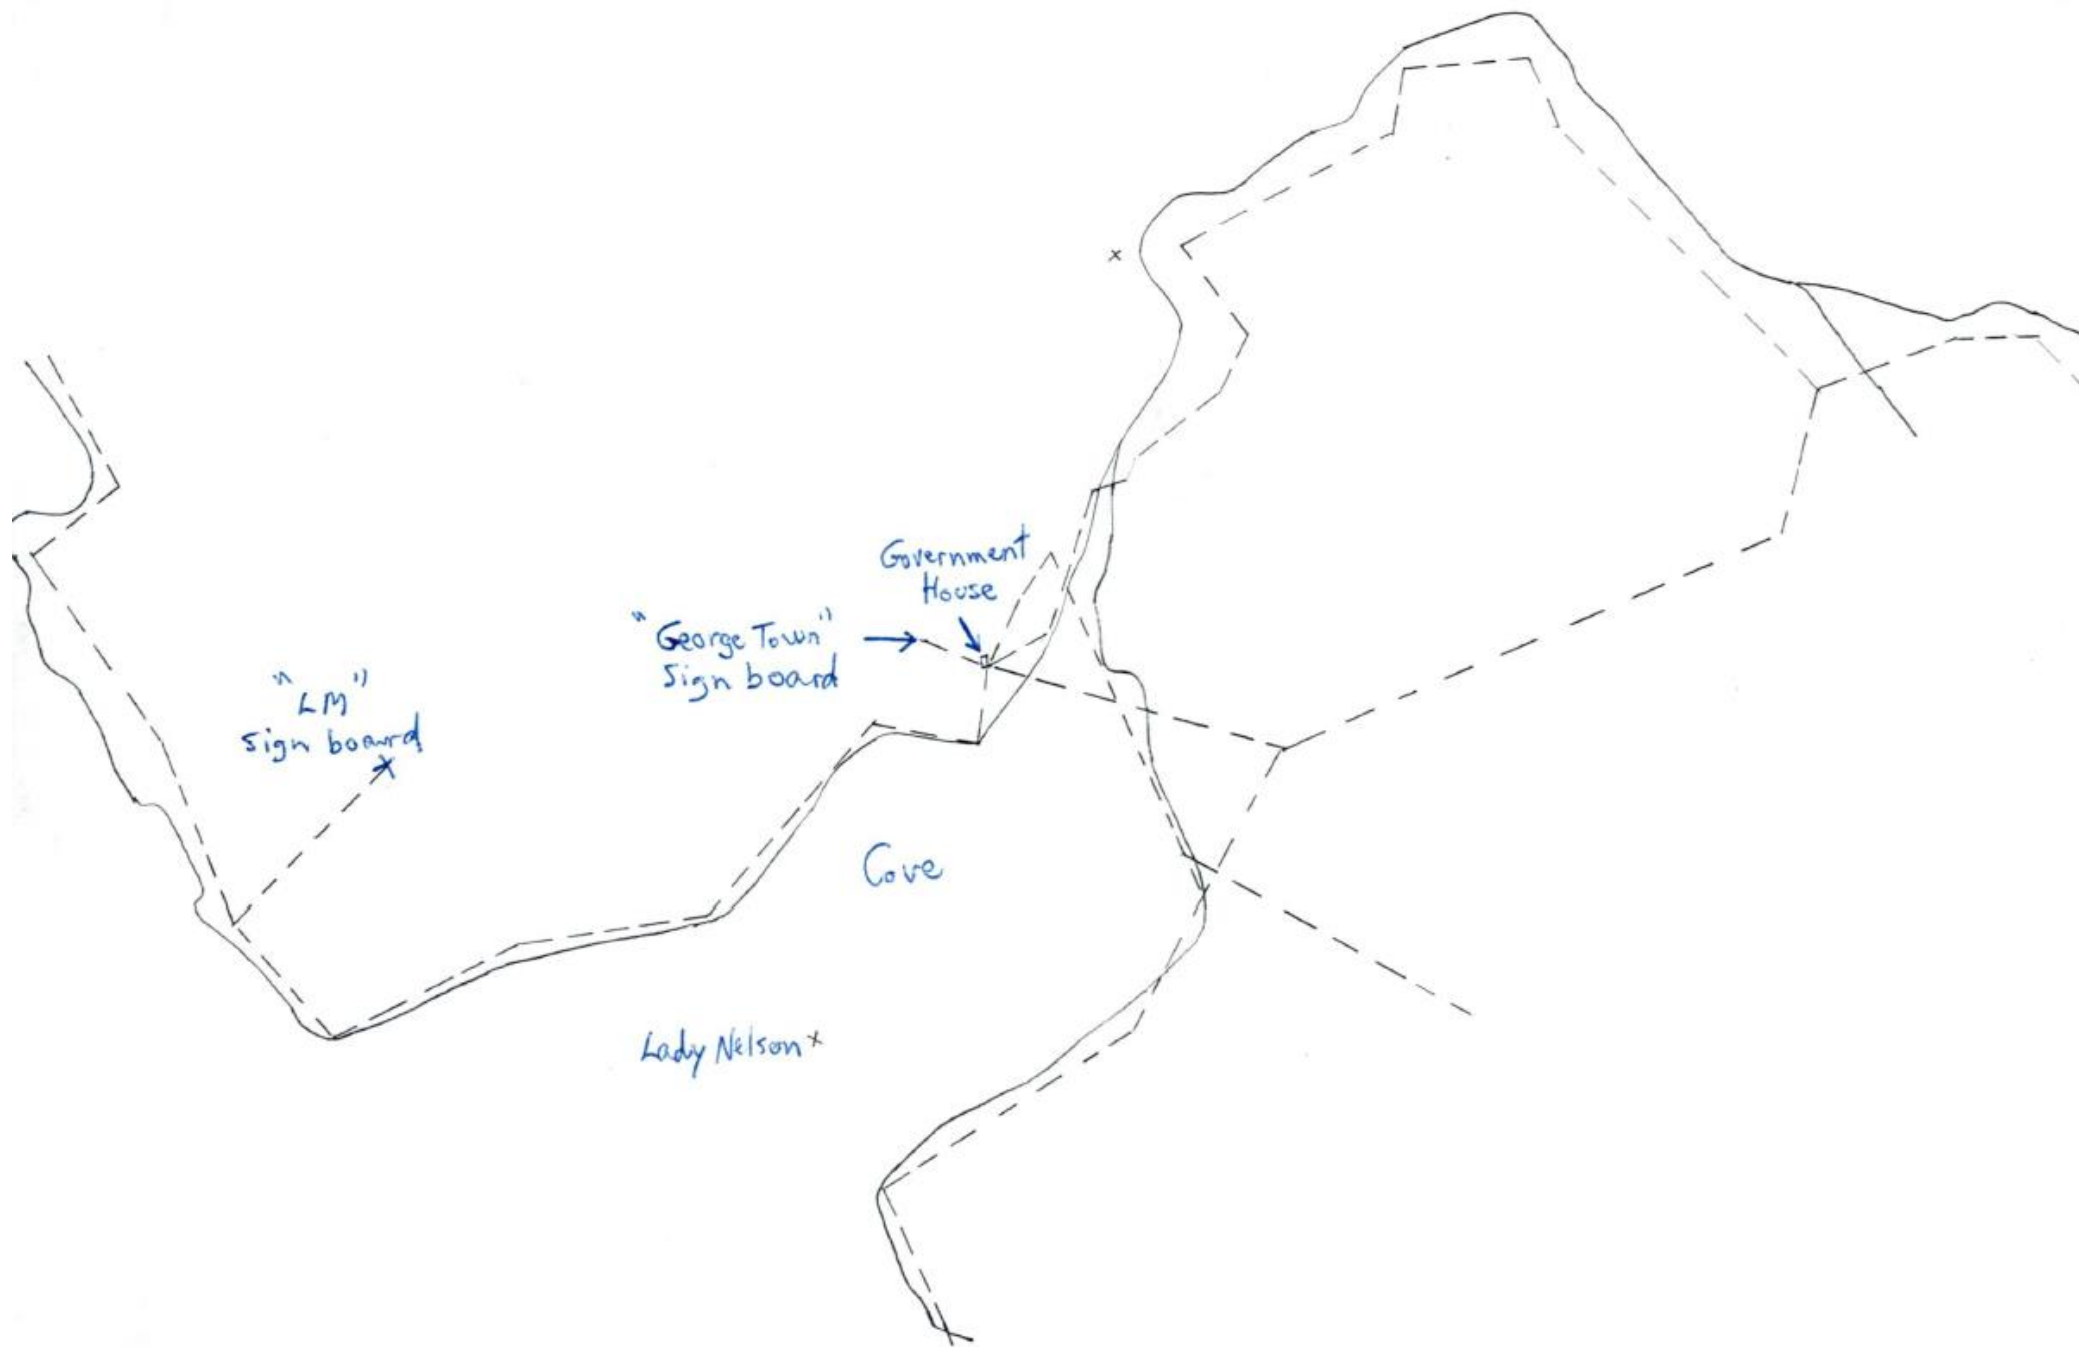 Government
House
"George Town"
sign board
"LM"
sign board
Cove
Lady Nelson x